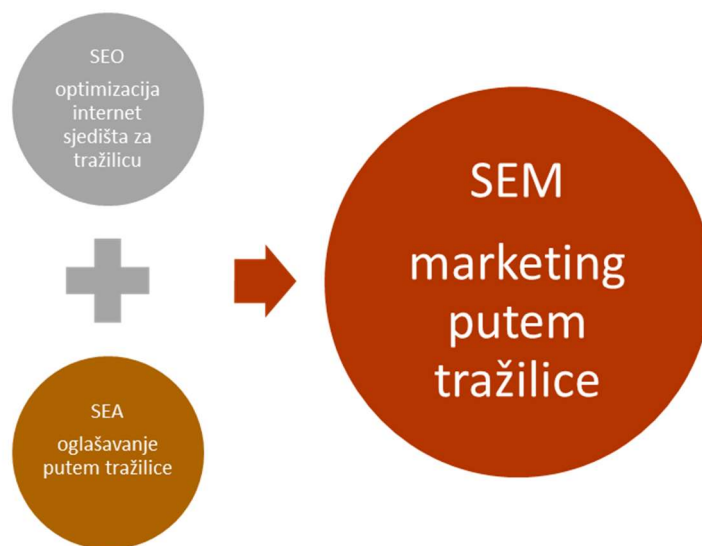 SEO
optimizacija
internet
sjedišta za
tražilicu
SEA
oglašavanje
putem tražilice
SEM
marketing
putem
tražilice